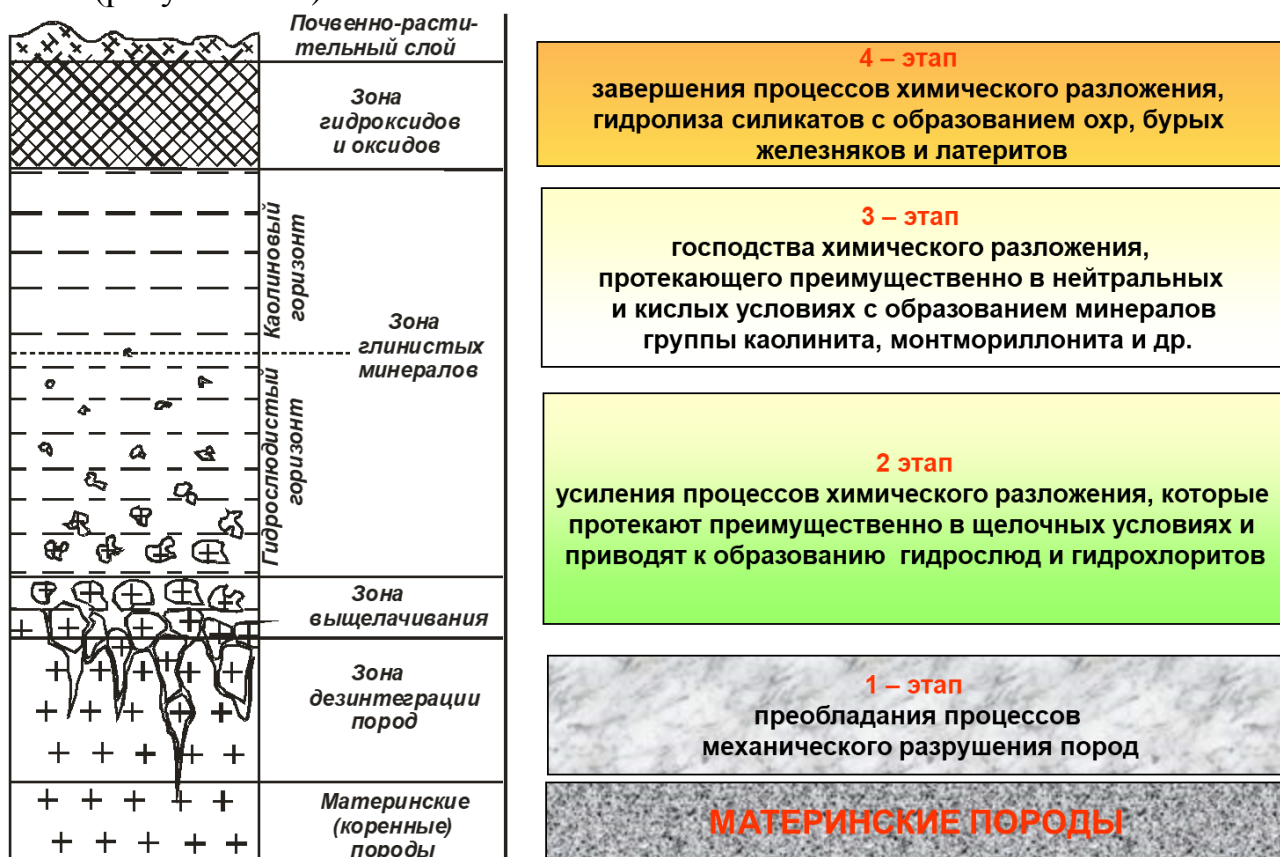 Почвенно-расти-
тельный слой
Зона
гидроксидов
и оксидов
Каолиновый
горизонт
Зона
глинистых
минералов
Гидрослюдистый
горизонт
Зона
выщелачивания
Зона
дезинтеграции
пород
Материнские
(коренные)
породы
4 – этап
завершения процессов химического разложения,
гидролиза силикатов с образованием охр, бурых
железняков и латеритов
3 – этап
господства химического разложения,
протекающего преимущественно в нейтральных
и кислых условиях с образованием минералов
группы каолинита, монтмориллонита и др.
2 этап
усиления процессов химического разложения, которые
протекают преимущественно в щелочных условиях и
приводят к образованию гидрослюд и гидрохлоритов
1 – этап
преобладания процессов
механического разрушения пород
МАТЕРИНСКИЕ ПОРОДЫ